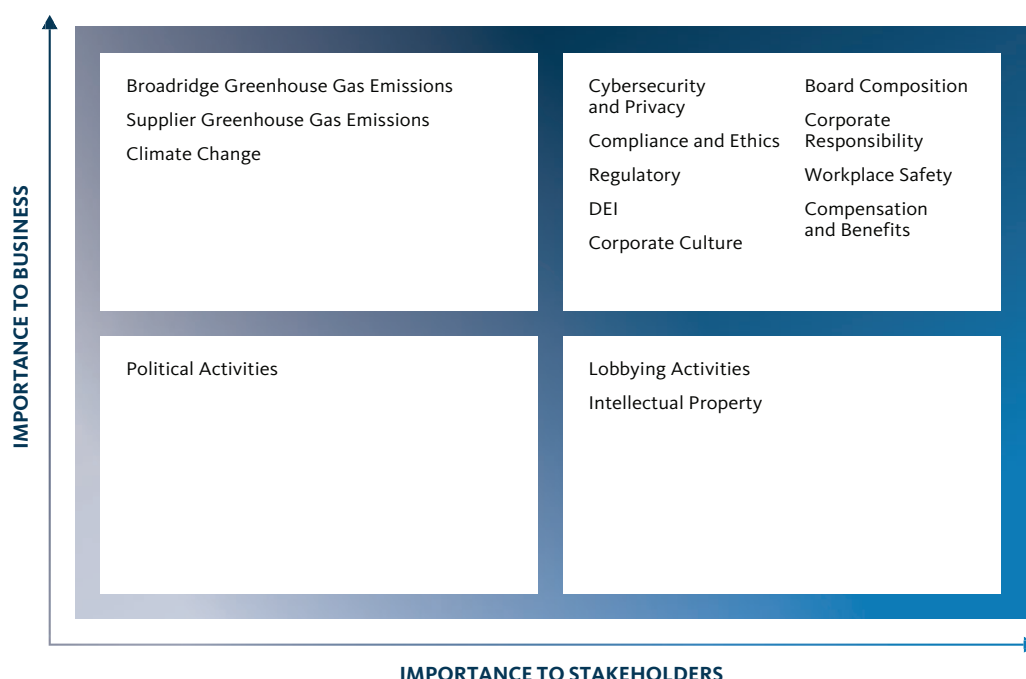 IMPORTANCE TO BUSINESS
Broadridge Greenhouse Gas Emissions
Supplier Greenhouse Gas Emissions
Climate Change
Cybersecurity
and Privacy
Compliance and Ethics
Regulatory
DEI
Corporate Culture
Board Composition
Corporate
Responsibility
Workplace Safety
Compensation
and Benefits
Political Activities
Lobbying Activities
Intellectual Property
IMPORTANCE TO STAKEHOLDERS